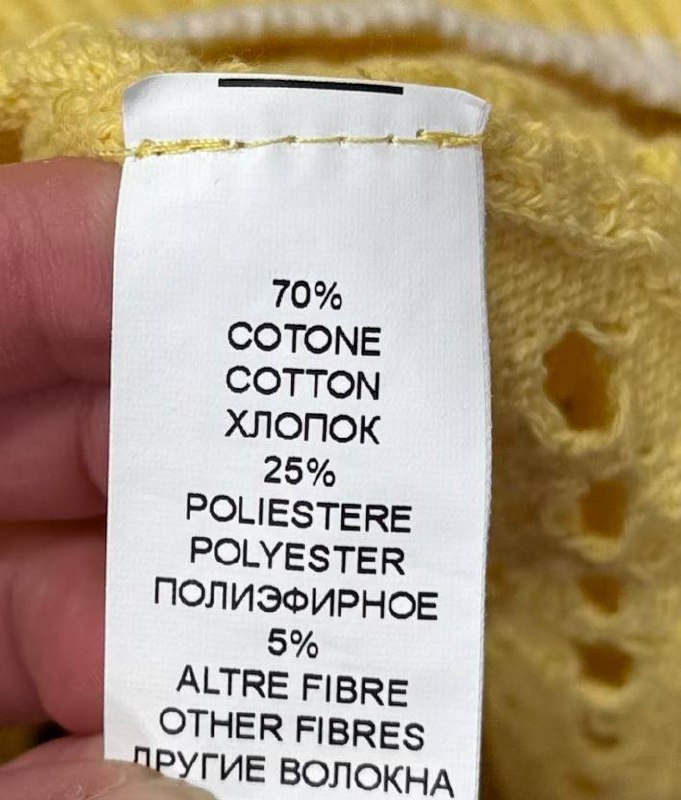 70%
COTONE
COTTON
ХЛОПОК
25%
POLIESTERE
POLYESTER
ПОЛИЭФИРНОЕ
5%
ALTRE FIBRE
OTHER FIBRES
ДРУГИЕ ВОЛОКНА